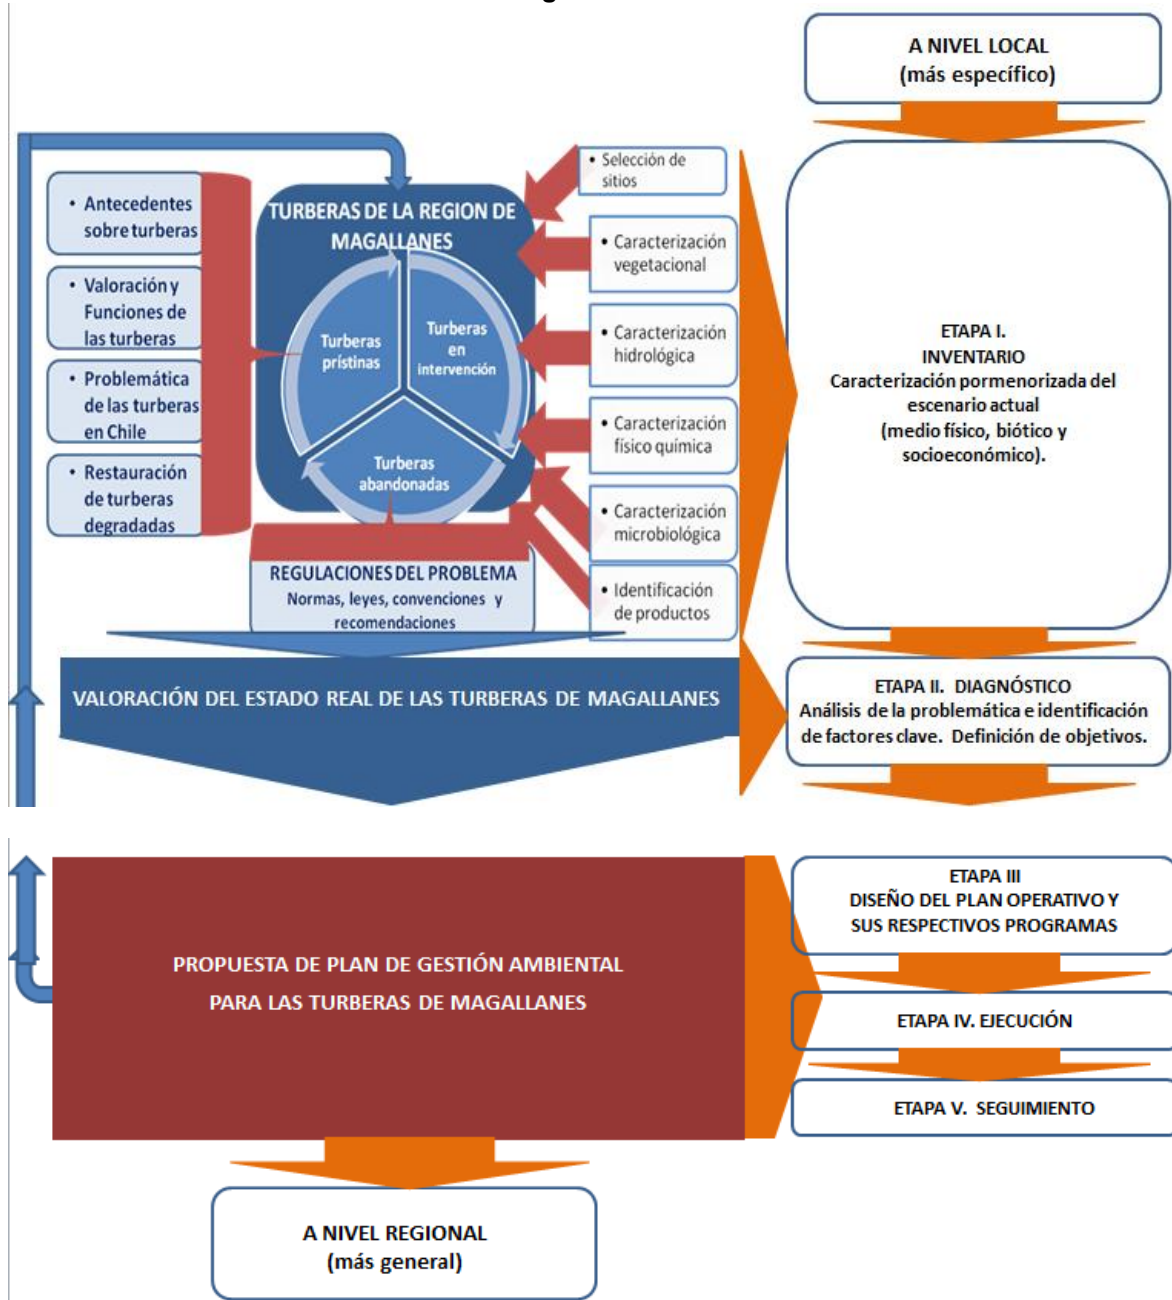 A NIVEL LOCAL
(más específico)
• Antecedentes
sobre turberas
• Valoración y
Funciones de
las turberas
• Problemática
de las turberas
en Chile
• Restauración
de turberas
degradadas
TURBERAS DE LA REGION DE
MAGALLANES
Turberas
prístinas
Turberas
en
intervención
Turberas
abandonadas
• Selección de
sitios
• Caracterización
vegetacional
• Caracterización
hidrológica
• Caracterización
físico química
• Caracterización
microbiológica
• Identificación
de productos
REGULACIONES DEL PROBLEMA
Normas, leyes, convenciones y
recomendaciones
ETAPA I.
INVENTARIO
Caracterización pormenorizada del
escenario actual
(medio físico, biótico y
socioeconómico).
VALORACIÓN DEL ESTADO REAL DE LAS TURBERAS DE MAGALLANES
ETAPA II. DIAGNÓSTICO
Análisis de la problemática e identificación
de factores clave. Definición de objetivos.
PROPUESTA DE PLAN DE GESTIÓN AMBIENTAL
PARA LAS TURBERAS DE MAGALLANES
ETAPA III
DISEÑO DEL PLAN OPERATIVO Y
SUS RESPECTIVOS PROGRAMAS
ETAPA IV. EJECUCIÓN
ETAPA V. SEGUIMIENTO
A NIVEL REGIONAL
(más general)